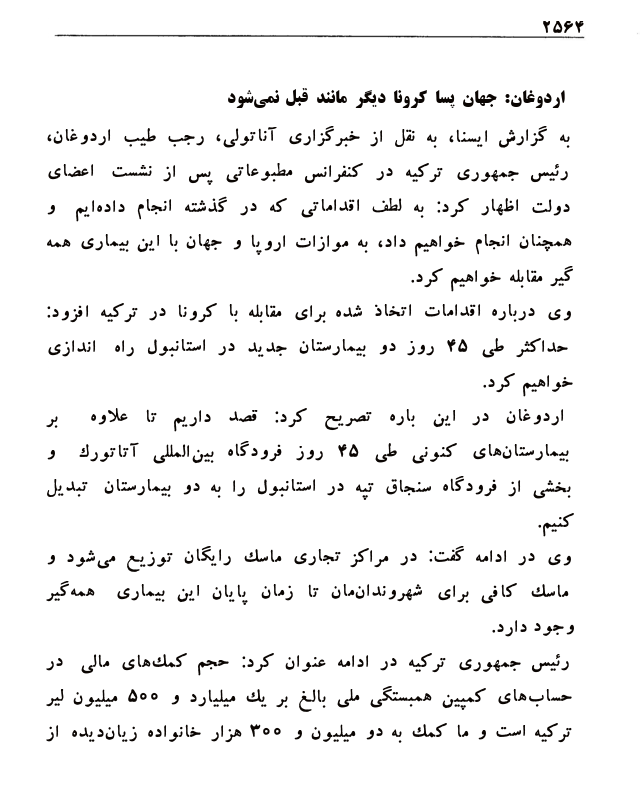 ۲۵۶۴
اردوغان: جهان پسا کرونا دیگر مانند قبل نمی‌شود
به گزارش ایسنا، به نقل از خبرگزاری آناتولی، رجب طیب اردوغان،
رئیس جمهوری ترکیه در کنفرانس مطبوعاتی پس از نشست اعضای
دولت اظهار کرد: به لطف اقداماتی که در گذشته انجام داده‌ایم و
همچنان انجام خواهیم داد، به موازات اروپا و جهان با این بیماری همه
گیر مقابله خواهیم کرد.
وی درباره اقدامات اتخاذ شده برای مقابله با کرونا در ترکیه افزود:
حداکثر طی ۴۵ روز دو بیمارستان جدید در استانبول راه اندازی
خواهیم کرد.
اردوغان در این باره تصریح کرد: قصد داریم تا علاوه بر
بیمارستان‌های کنونی طی ۴۵ روز فرودگاه بین‌المللی آتاتورك و
بخشی از فرودگاه سنجاق تپه در استانبول را به دو بیمارستان تبدیل
کنیم.
وی در ادامه گفت: در مراکز تجاری ماسك رایگان توزیع می‌شود و
ماسك کافی برای شهروندان‌مان تا زمان پایان این بیماری همه‌گیر
وجود دارد.
رئیس جمهوری ترکیه در ادامه عنوان کرد: حجم کمك‌های مالی در
حساب‌های کمپین همبستگی ملی بالغ بر یك میلیارد و ۵۰۰ میلیون لیر
ترکیه است و ما کمك به دو میلیون و ۳۰۰ هزار خانواده زیان‌دیده از